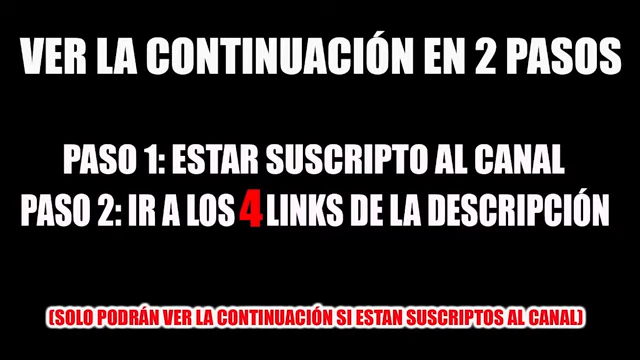 VER LA CONTINUACIÓN EN 2 PASOS
PASO 1: ESTAR SUSCRIPTO AL CANAL
PASO 2: IR A LOS 4 LINKS DE LA DESCRIPCIÓN
(SOLO PODRÁN VER LA CONTINUACIÓN SI ESTAN SUSCRIPTOS AL CANAL)